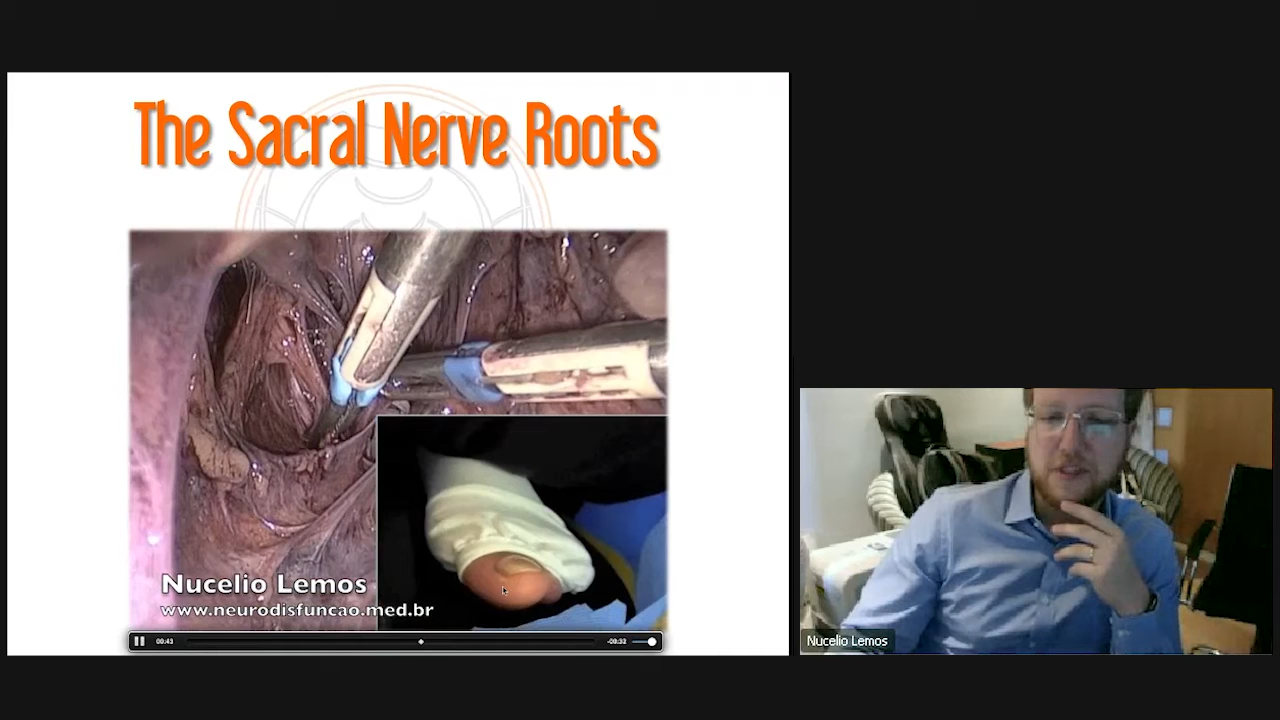 The Sacral Nerve Roots
Nucelio Lemos
www.neurodisfuncao.med.br
00:43
-00:32
Nucelio Lemos